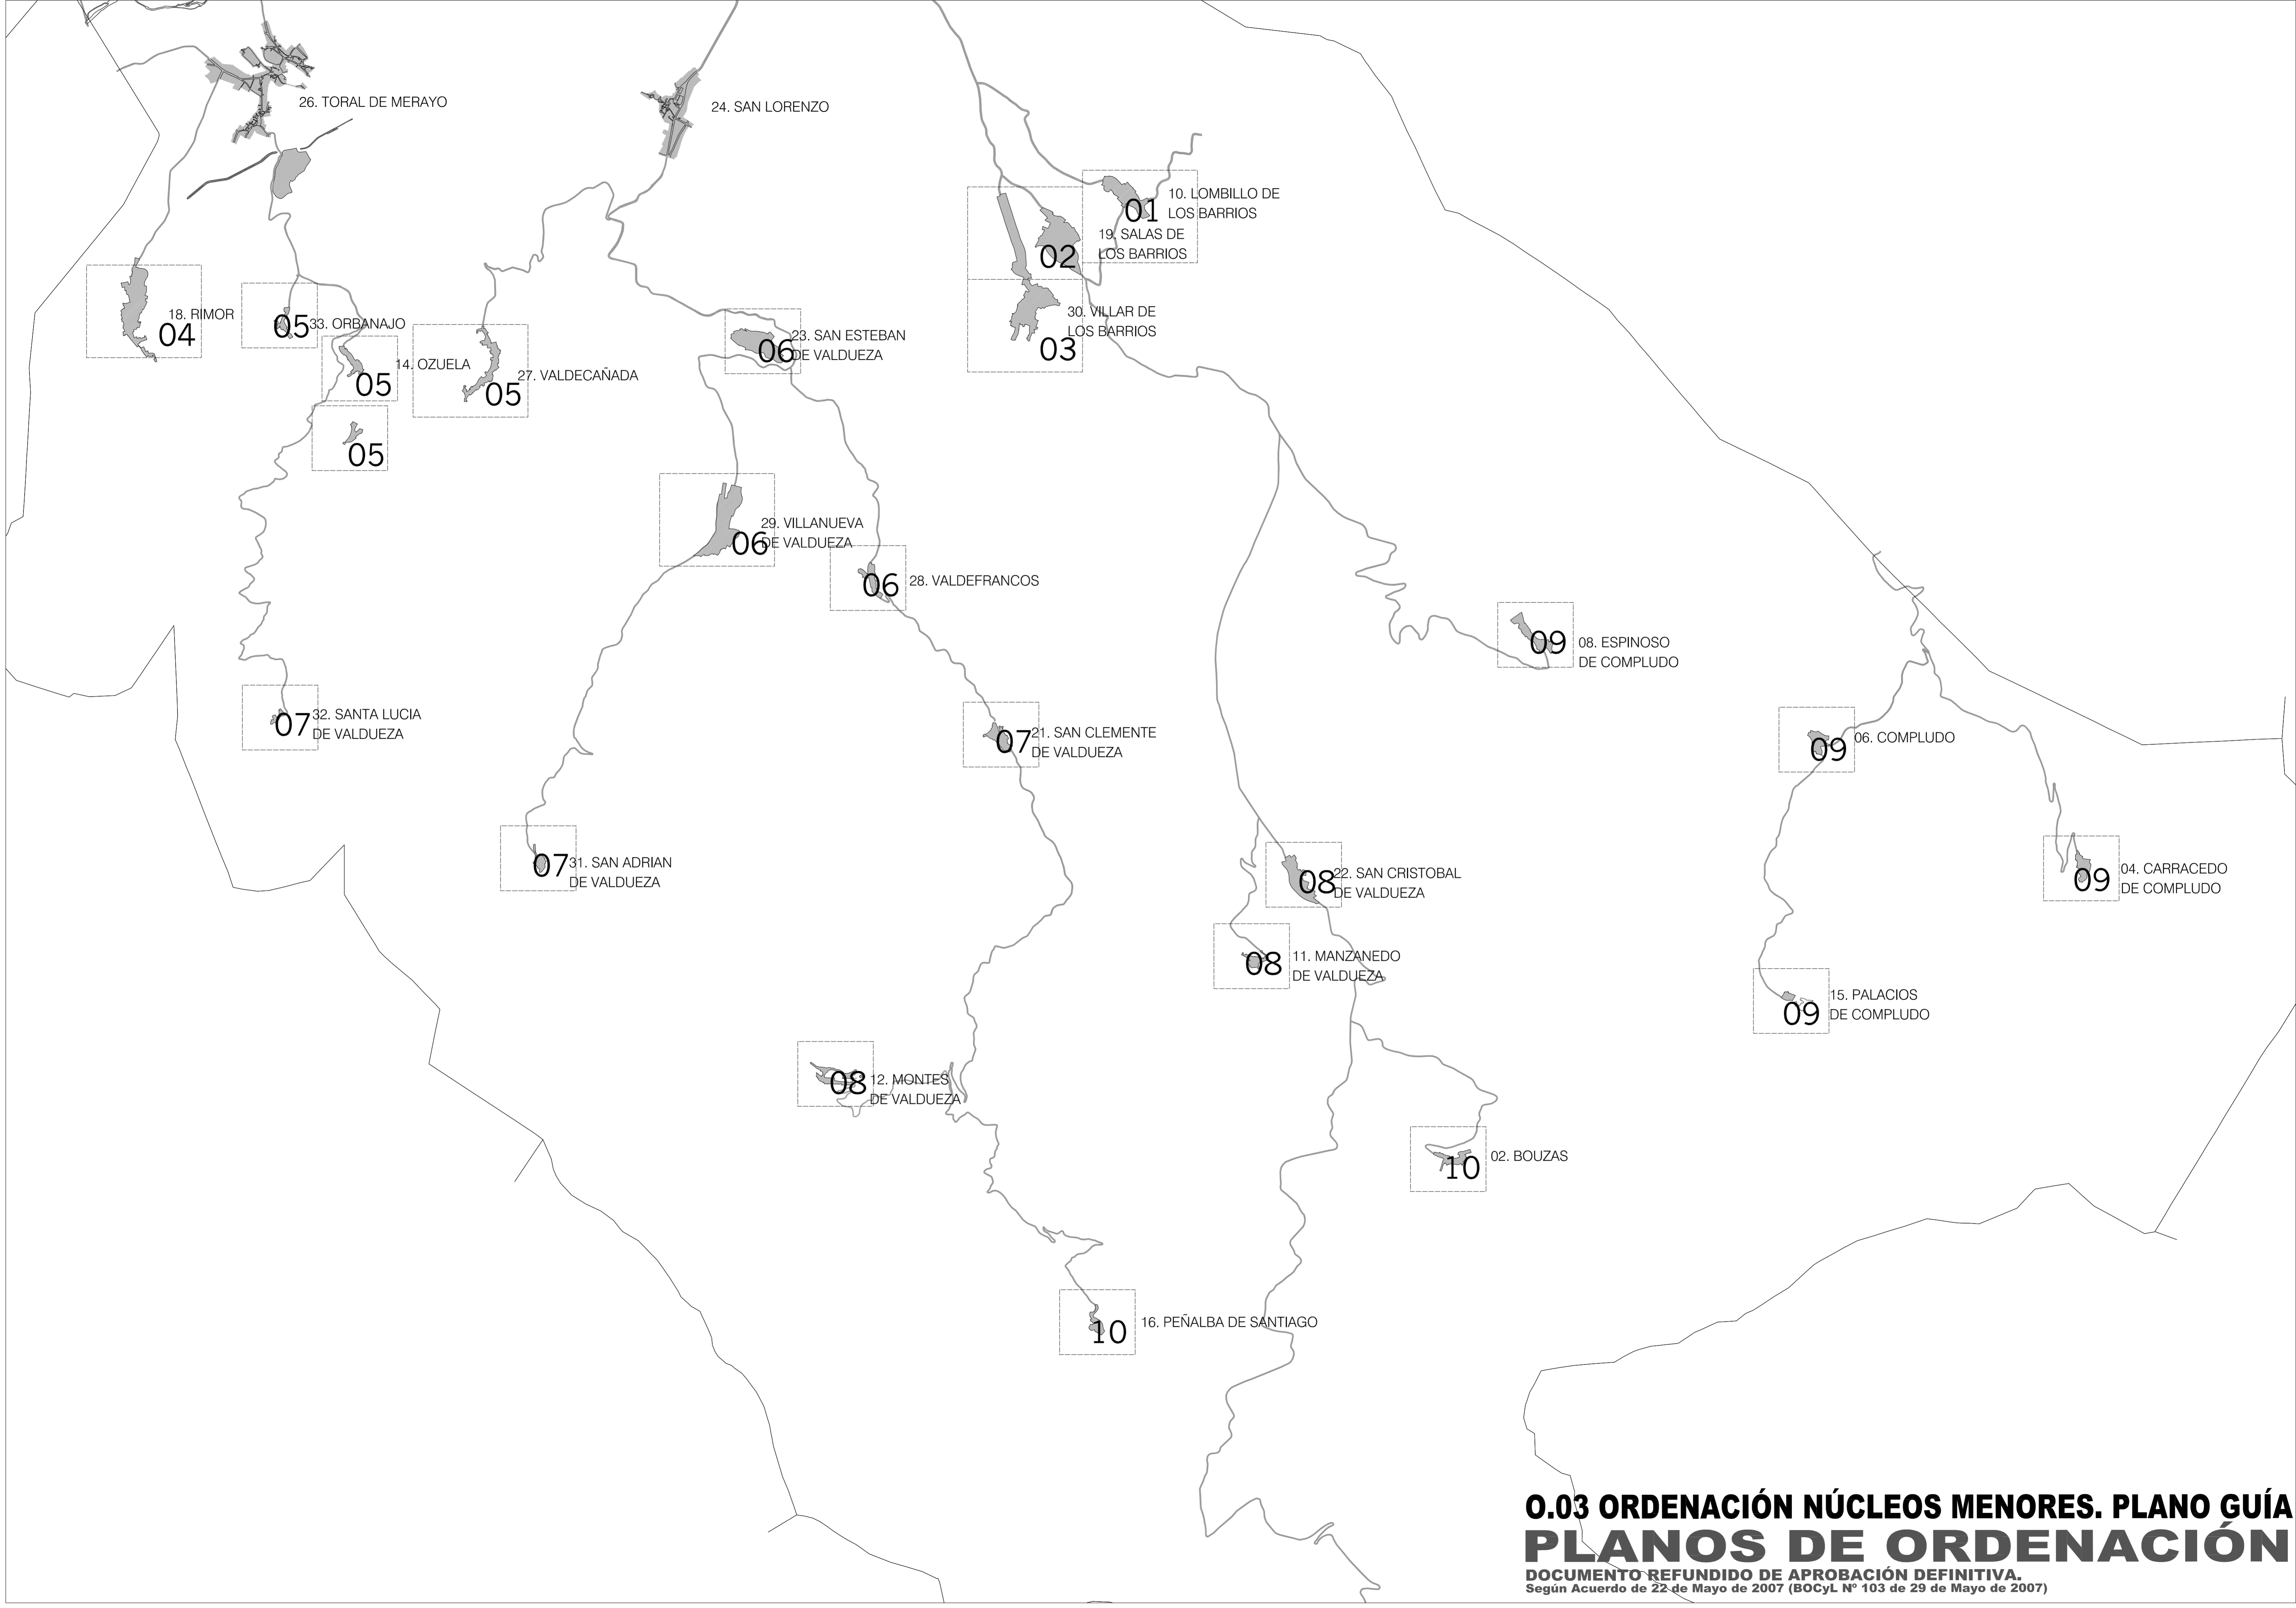 26. TORAL DE MERAYO
24. SAN LORENZO
01
10. LOMBILLO DE
LOS BARRIOS
02
19. SALAS DE
LOS BARRIOS
03
30. VILLAR DE
LOS BARRIOS
04
18. RIMOR
05
33. ORBANAJO
05
14. OZUELA
05
05
27. VALDECAÑADA
06
23. SAN ESTEBAN
DE VALDUEZA
06
29. VILLANUEVA
DE VALDUEZA
06
28. VALDEFRANCOS
09
08. ESPINOSO
DE COMPLUDO
07
32. SANTA LUCIA
DE VALDUEZA
07
21. SAN CLEMENTE
DE VALDUEZA
09
06. COMPLUDO
07
31. SAN ADRIAN
DE VALDUEZA
08
22. SAN CRISTOBAL
DE VALDUEZA
09
04. CARRACEDO
DE COMPLUDO
08
11. MANZANEDO
DE VALDUEZA
09
15. PALACIOS
DE COMPLUDO
08
12. MONTES
DE VALDUEZA
10
02. BOUZAS
10
16. PEÑALBA DE SANTIAGO
O.03 ORDENACIÓN NÚCLEOS MENORES. PLANO GUÍA
PLANOS DE ORDENACIÓN
DOCUMENTO REFUNDIDO DE APROBACIÓN DEFINITIVA.
Según Acuerdo de 22 de Mayo de 2007 (BOCyL Nº 103 de 29 de Mayo de 2007)